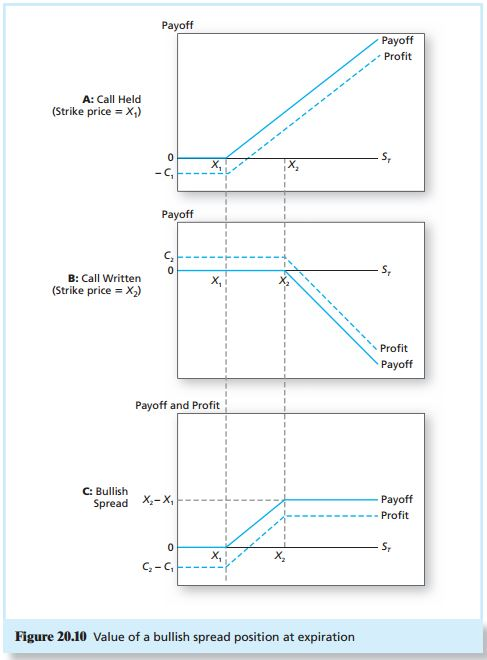 Payoff
Payoff
Profit
A: Call Held
(Strike price = X₁)
0
X₁
X₂
Sₜ
– C₁
Payoff
C₂
0
B: Call Written
(Strike price = X₂)
X₁
X₂
Sₜ
Profit
Payoff
Payoff and Profit
C: Bullish
Spread
X₂– X₁
Payoff
Profit
0
X₁
X₂
Sₜ
C₂ – C₁
Figure 20.10 Value of a bullish spread position at expiration